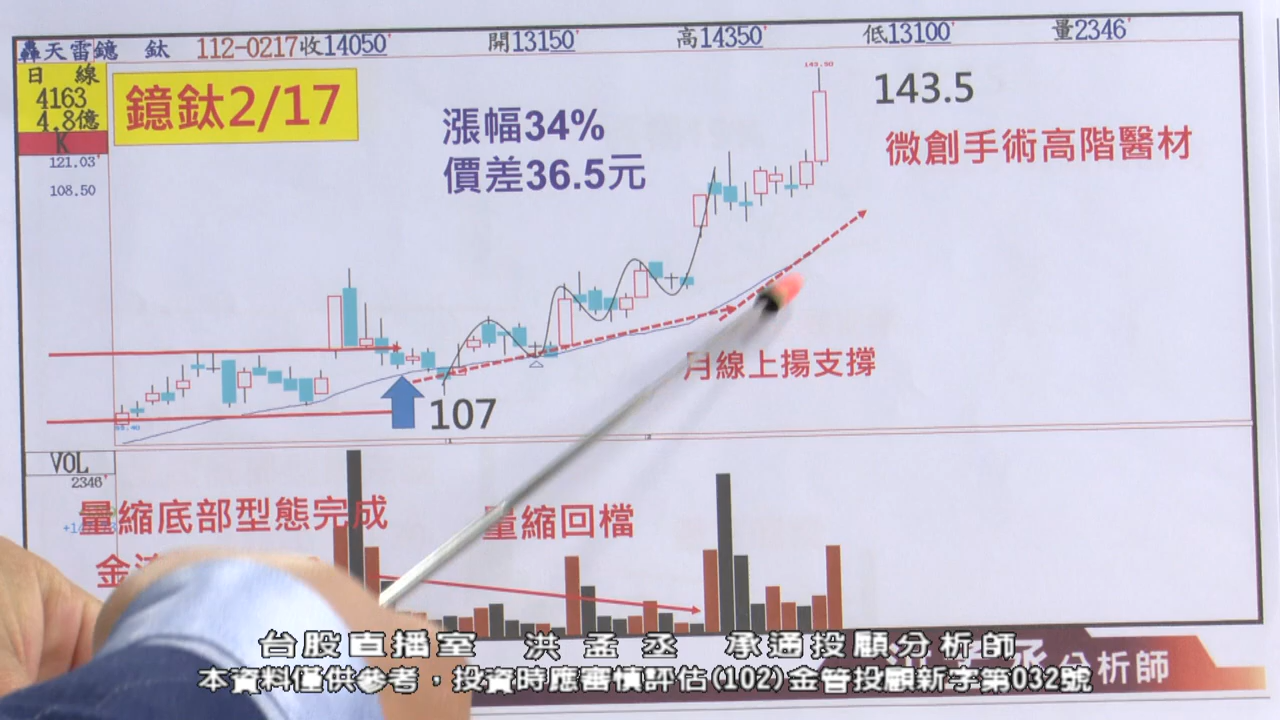 轟天雷鐿 鈦 112-0217收14050' 開13150' 高14350' 低13100' 量2346'
日 線
4163
4.8億
K
121.03'
108.50
鐿鈦2/17
漲幅34%
價差36.5元
143.50
143.5
微創手術高階醫材
月線上揚支撐
107
VOL
2346'
量縮底部型態完成
量縮回檔
金
台股直播室 洪孟丞 承通投顧分析師
分析師
本資料僅供參考，投資時應審慎評估(102)金管投顧新字第032號